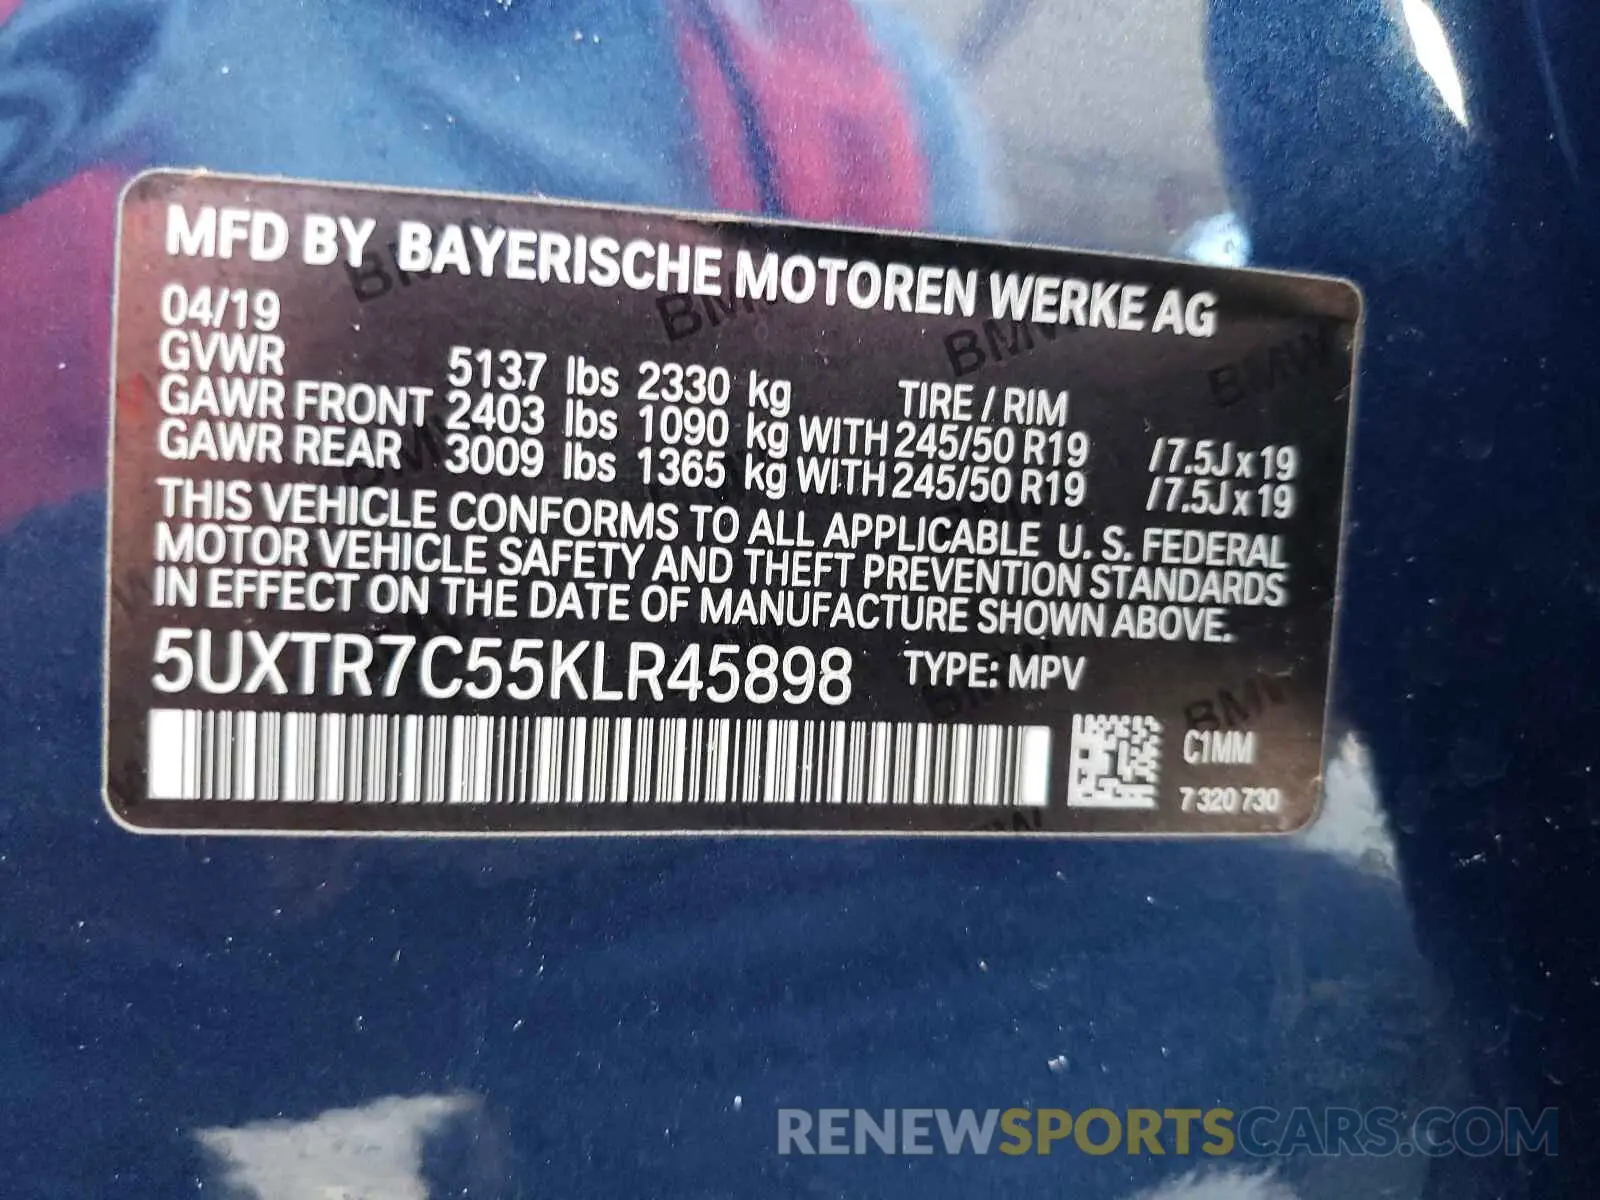 MFD BY BAYERISCHE MOTOREN WERKE AG
04/19
GVWR 5137 lbs 2330 kg TIRE / RIM
GAWR FRONT 2403 lbs 1090 kg WITH 245/50 R19 / 7.5J x 19
GAWR REAR 3009 lbs 1365 kg WITH 245/50 R19 / 7.5J x 19
THIS VEHICLE CONFORMS TO ALL APPLICABLE U. S. FEDERAL
MOTOR VEHICLE SAFETY AND THEFT PREVENTION STANDARDS
IN EFFECT ON THE DATE OF MANUFACTURE SHOWN ABOVE.
5UXTR7C55KLR45898 TYPE: MPV
C1MM
7 320 730
RENEWSPORTSCARS.COM